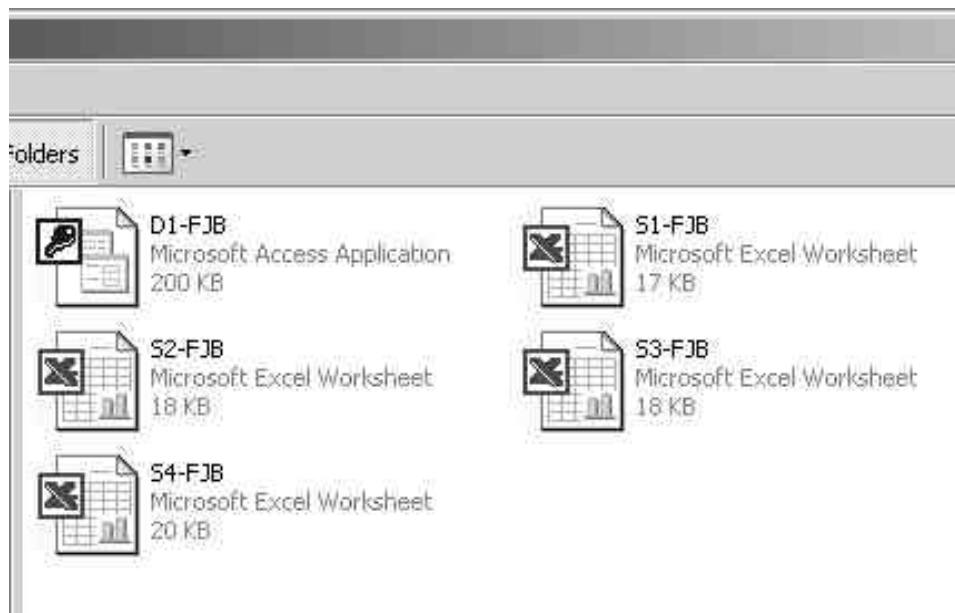 Folders
D1-FJB
Microsoft Access Application
200 KB
S1-FJB
Microsoft Excel Worksheet
17 KB
S2-FJB
Microsoft Excel Worksheet
18 KB
S3-FJB
Microsoft Excel Worksheet
18 KB
S4-FJB
Microsoft Excel Worksheet
20 KB